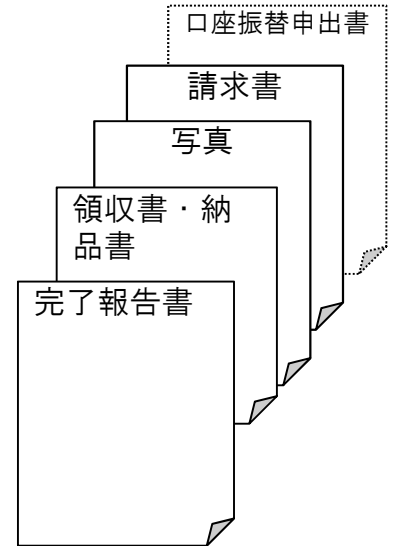 口座振替申出書
請求書
写真
領収書・納
品書
完了報告書